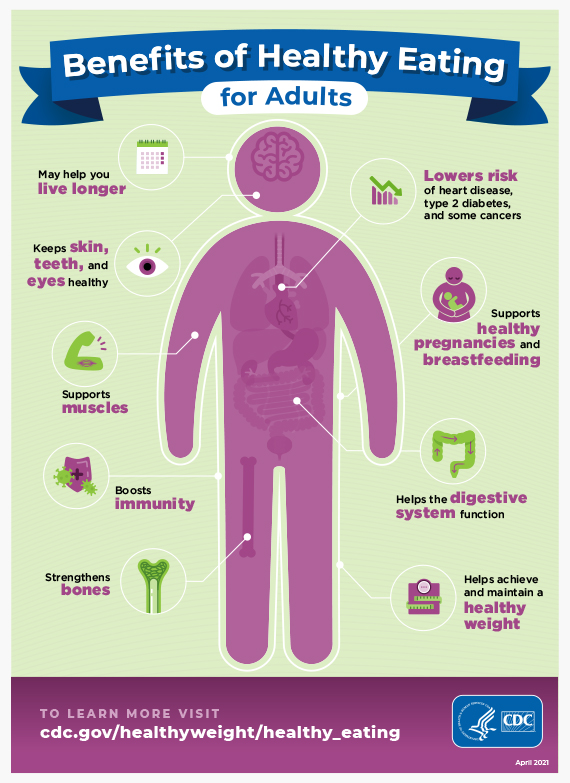 Benefits of Healthy Eating
for Adults
May help you
live longer
Keeps skin,
teeth, and
eyes healthy
Supports
muscles
Boosts
immunity
Strengthens
bones
Lowers risk
of heart disease,
type 2 diabetes,
and some cancers
Supports
healthy
pregnancies and
breastfeeding
Helps the digestive
system function
Helps achieve
and maintain a
healthy
weight
TO LEARN MORE VISIT
cdc.gov/healthyweight/healthy_eating
CDC
April 2021